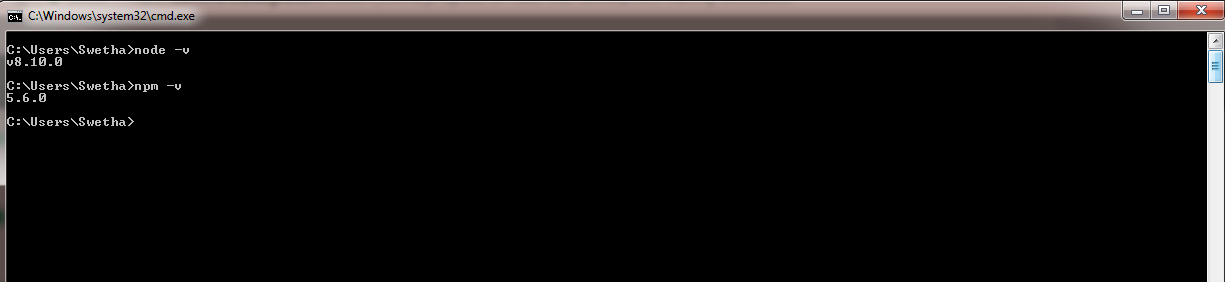 C:\Windows\system32\cmd.exe
C:\Users\Swetha>node -v
v8.10.0
C:\Users\Swetha>npm -v
5.6.0
C:\Users\Swetha>